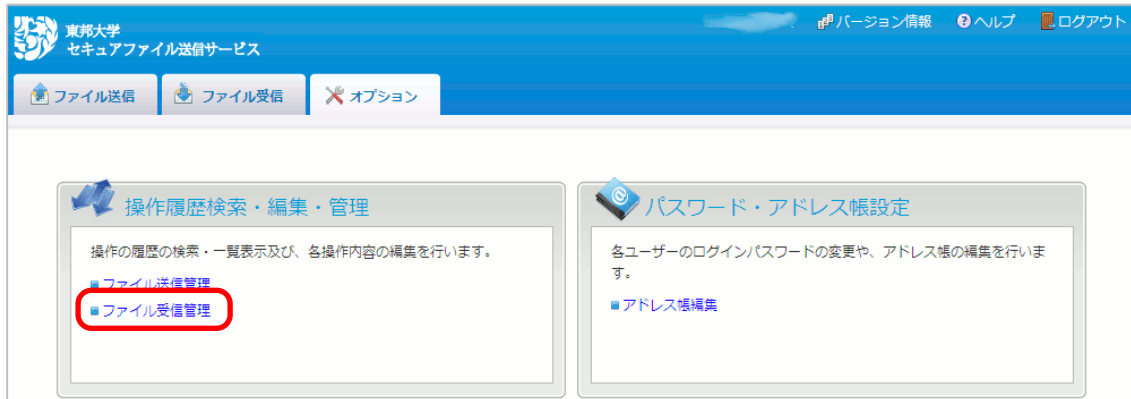 東邦大学
セキュアファイル送信サービス
バージョン情報 ヘルプ ログアウト
ファイル送信 ファイル受信 オプション
操作履歴検索・編集・管理
操作の履歴の検索・一覧表示及び、各操作内容の編集を行います。
ファイル送信管理
ファイル受信管理
パスワード・アドレス帳設定
各ユーザーのログインパスワードの変更や、アドレス帳の編集を行いま
す。
アドレス帳編集